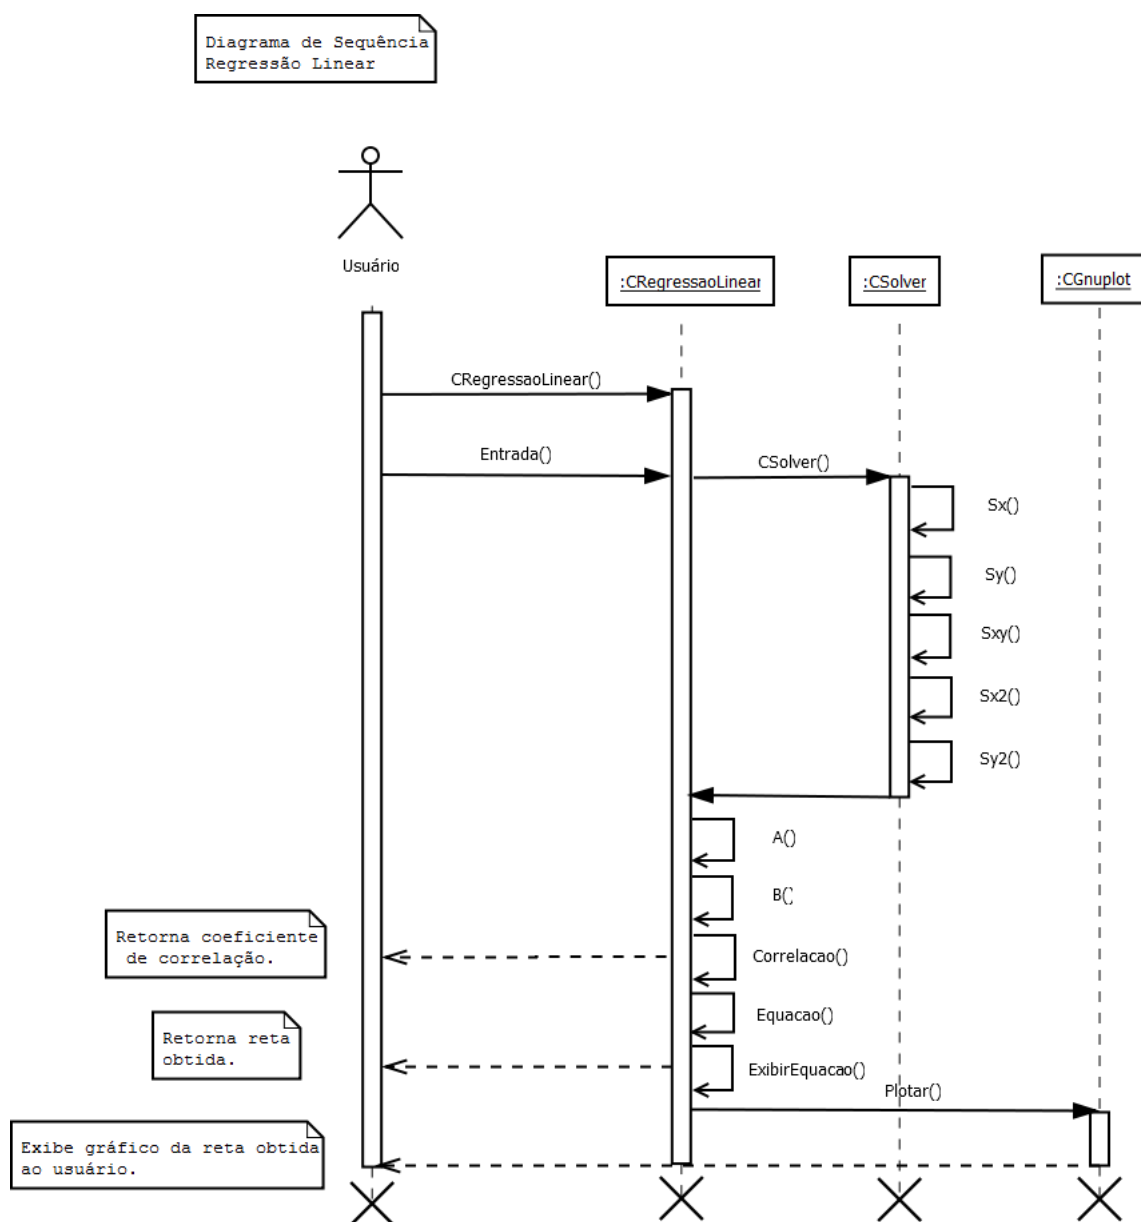 Diagrama de Sequência
Regressão Linear
Usuário
:CRegressaoLinear
:CSolver
:CGnuplot
CRegressaoLinear()
Entrada()
CSolver()
Sx()
Sy()
Sxy()
Sx2()
Sy2()
A()
B()
Retorna coeficiente
de correlação.
Correlacao()
Equacao()
Retorna reta
obtida.
ExibirEquacao()
Plotar()
Exibe gráfico da reta obtida
ao usuário.